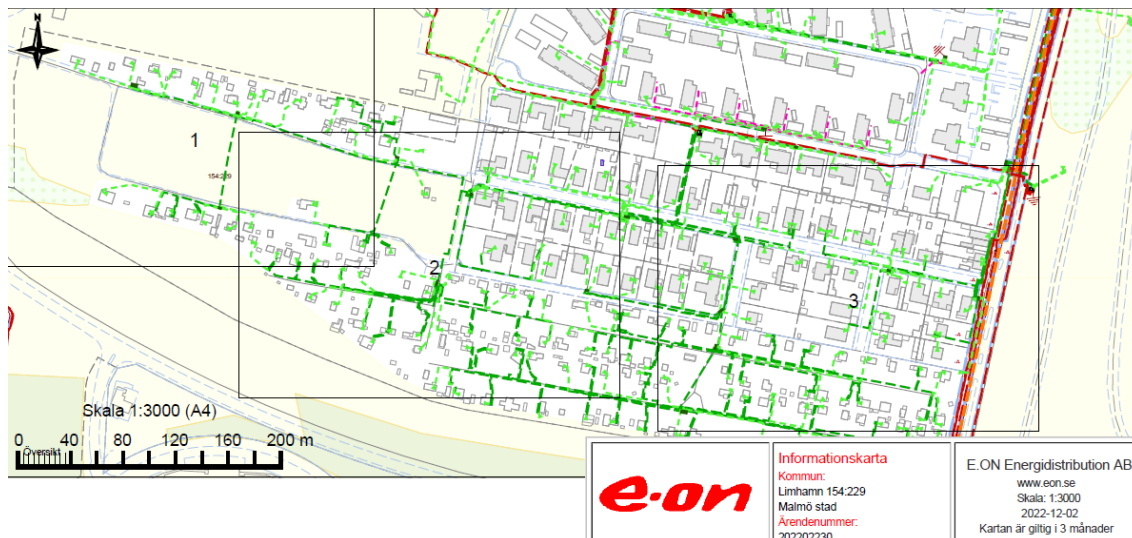 N
1
154:229
2
3
Skala 1:3000 (A4)
0 40 80 120 160 200 m
Översikt
e·on
Informationskarta
Kommun:
Limhamn 154:229
Malmö stad
Ärendenummer:
202202230
E.ON Energidistribution AB
www.eon.se
Skala: 1:3000
2022-12-02
Kartan är giltig i 3 månader